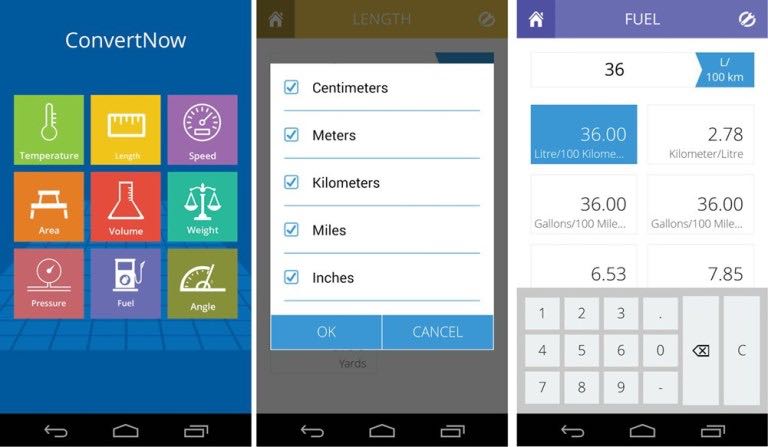 ConvertNow
Temperature
Length
Speed
Area
Volume
Weight
Pressure
Fuel
Angle
LENGTH
Centimeters
Meters
Kilometers
Miles
Inches
OK
CANCEL
Yards
FUEL
36
L/
100 km
36.00
Litre/100 Kilome...
2.78
Kilometer/Litre
36.00
Gallons/100 Mile...
36.00
Gallons/100 Mile...
6.53
7.85
1 2 3 .
4 5 6 0
C
7 8 9 -